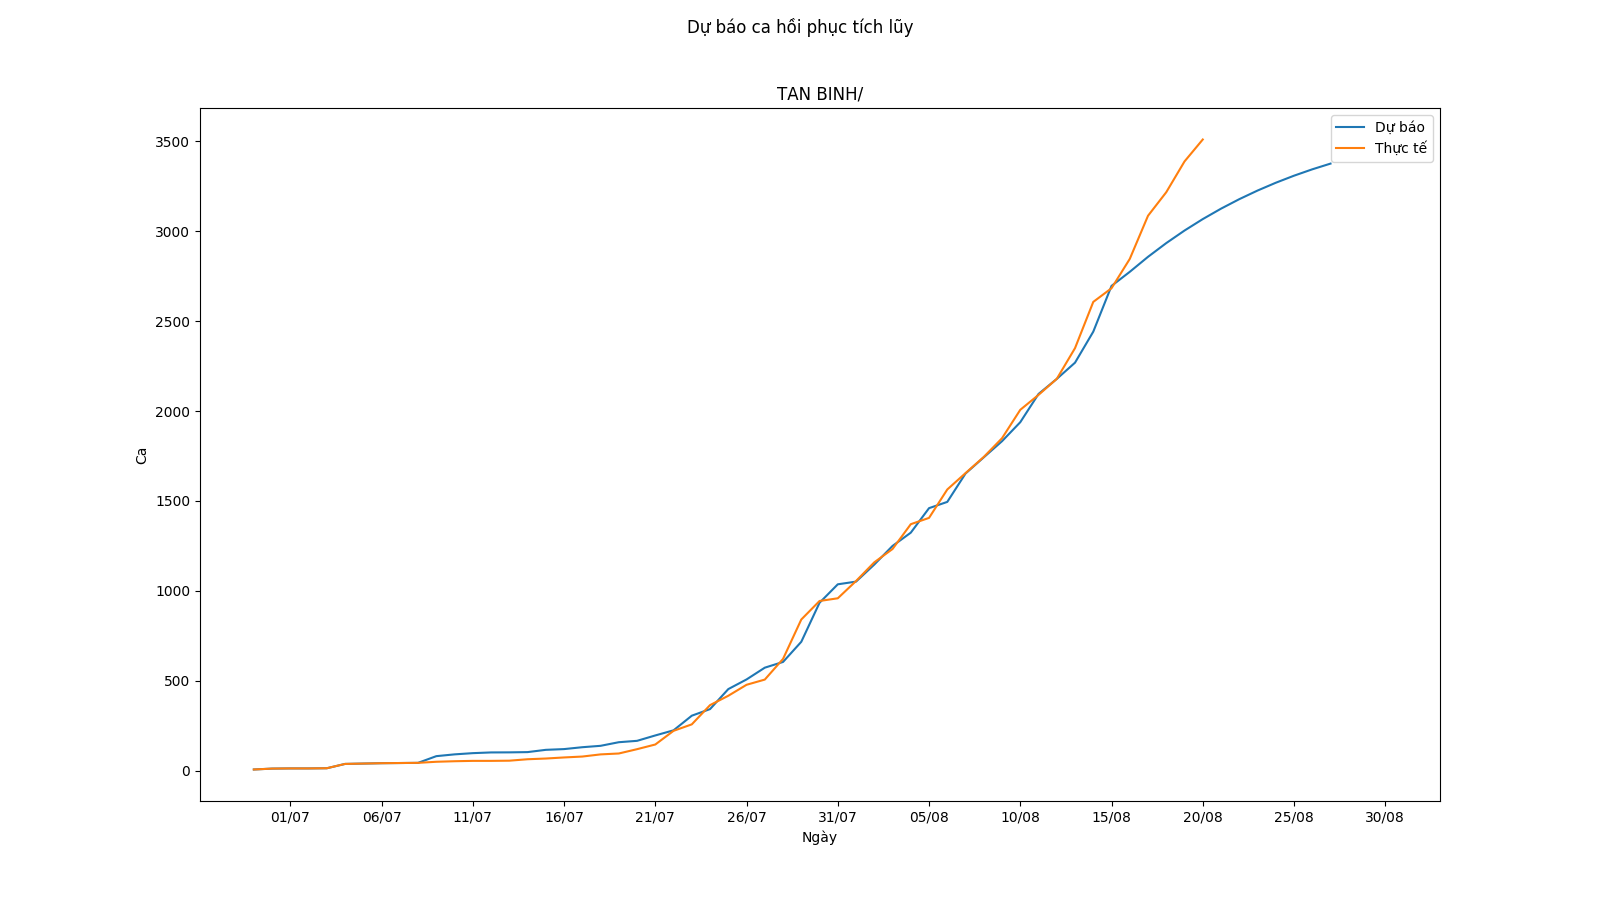 Dự báo ca hồi phục tích lũy
TAN BINH/
Dự báo
Thực tế
3500
3000
2500
2000
1500
1000
500
0
Ca
01/07 06/07 11/07 16/07 21/07 26/07 31/07 05/08 10/08 15/08 20/08 25/08 30/08
Ngày